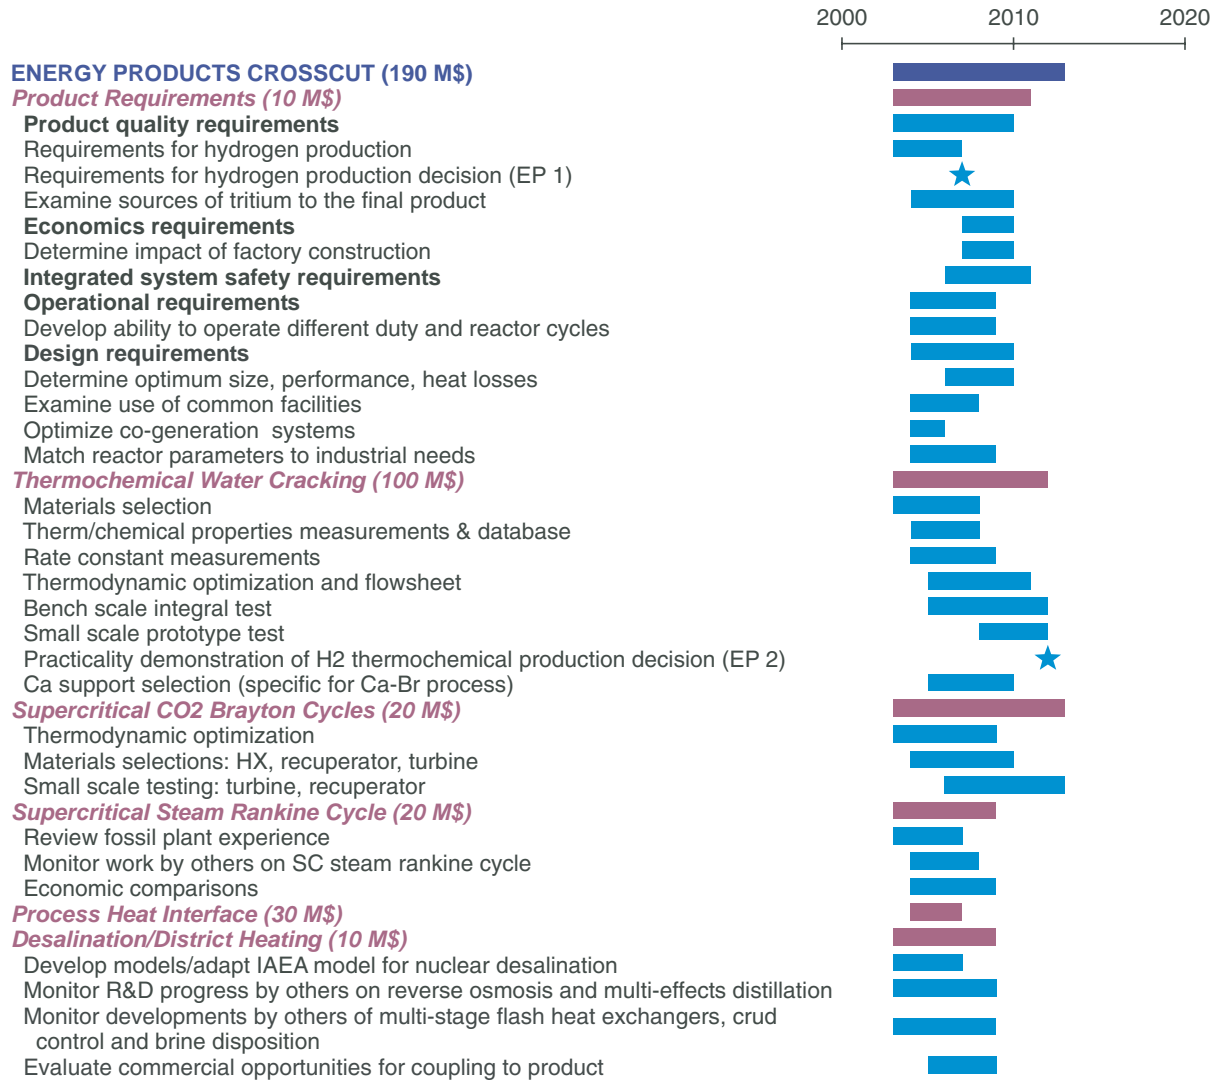 2000 2010 2020
ENERGY PRODUCTS CROSSCUT (190 M$)
Product Requirements (10 M$)
Product quality requirements
Requirements for hydrogen production
Requirements for hydrogen production decision (EP 1)
Examine sources of tritium to the final product
Economics requirements
Determine impact of factory construction
Integrated system safety requirements
Operational requirements
Develop ability to operate different duty and reactor cycles
Design requirements
Determine optimum size, performance, heat losses
Examine use of common facilities
Optimize co-generation systems
Match reactor parameters to industrial needs
Thermochemical Water Cracking (100 M$)
Materials selection
Therm/chemical properties measurements & database
Rate constant measurements
Thermodynamic optimization and flowsheet
Bench scale integral test
Small scale prototype test
Practicality demonstration of H2 thermochemical production decision (EP 2)
Ca support selection (specific for Ca-Br process)
Supercritical CO2 Brayton Cycles (20 M$)
Thermodynamic optimization
Materials selections: HX, recuperator, turbine
Small scale testing: turbine, recuperator
Supercritical Steam Rankine Cycle (20 M$)
Review fossil plant experience
Monitor work by others on SC steam rankine cycle
Economic comparisons
Process Heat Interface (30 M$)
Desalination/District Heating (10 M$)
Develop models/adapt IAEA model for nuclear desalination
Monitor R&D progress by others on reverse osmosis and multi-effects distillation
Monitor developments by others of multi-stage flash heat exchangers, crud
control and brine disposition
Evaluate commercial opportunities for coupling to product